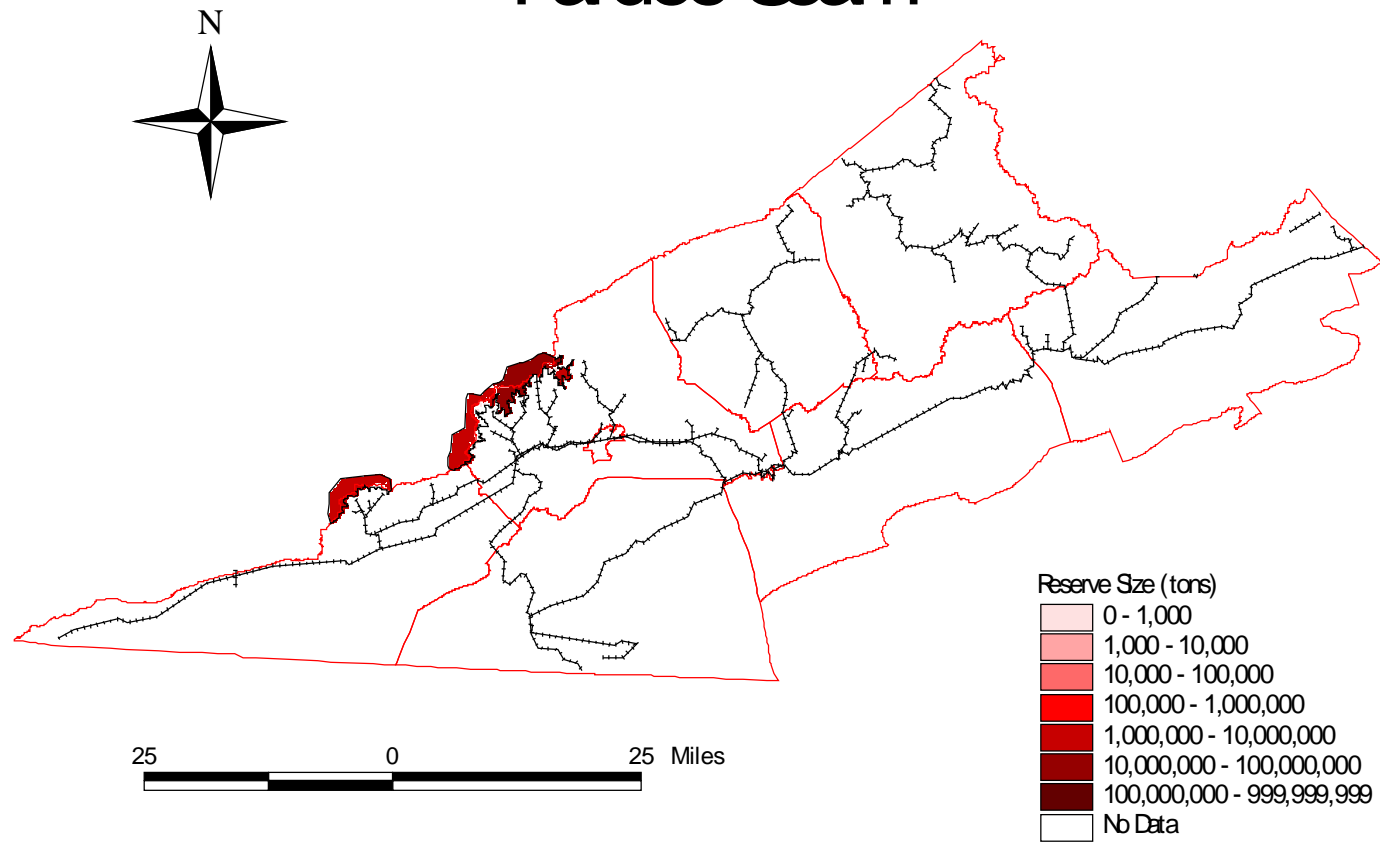 N
25 0 25 Miles
Reserve Size (tons)
0 - 1,000
1,000 - 10,000
10,000 - 100,000
100,000 - 1,000,000
1,000,000 - 10,000,000
10,000,000 - 100,000,000
100,000,000 - 999,999,999
No Data